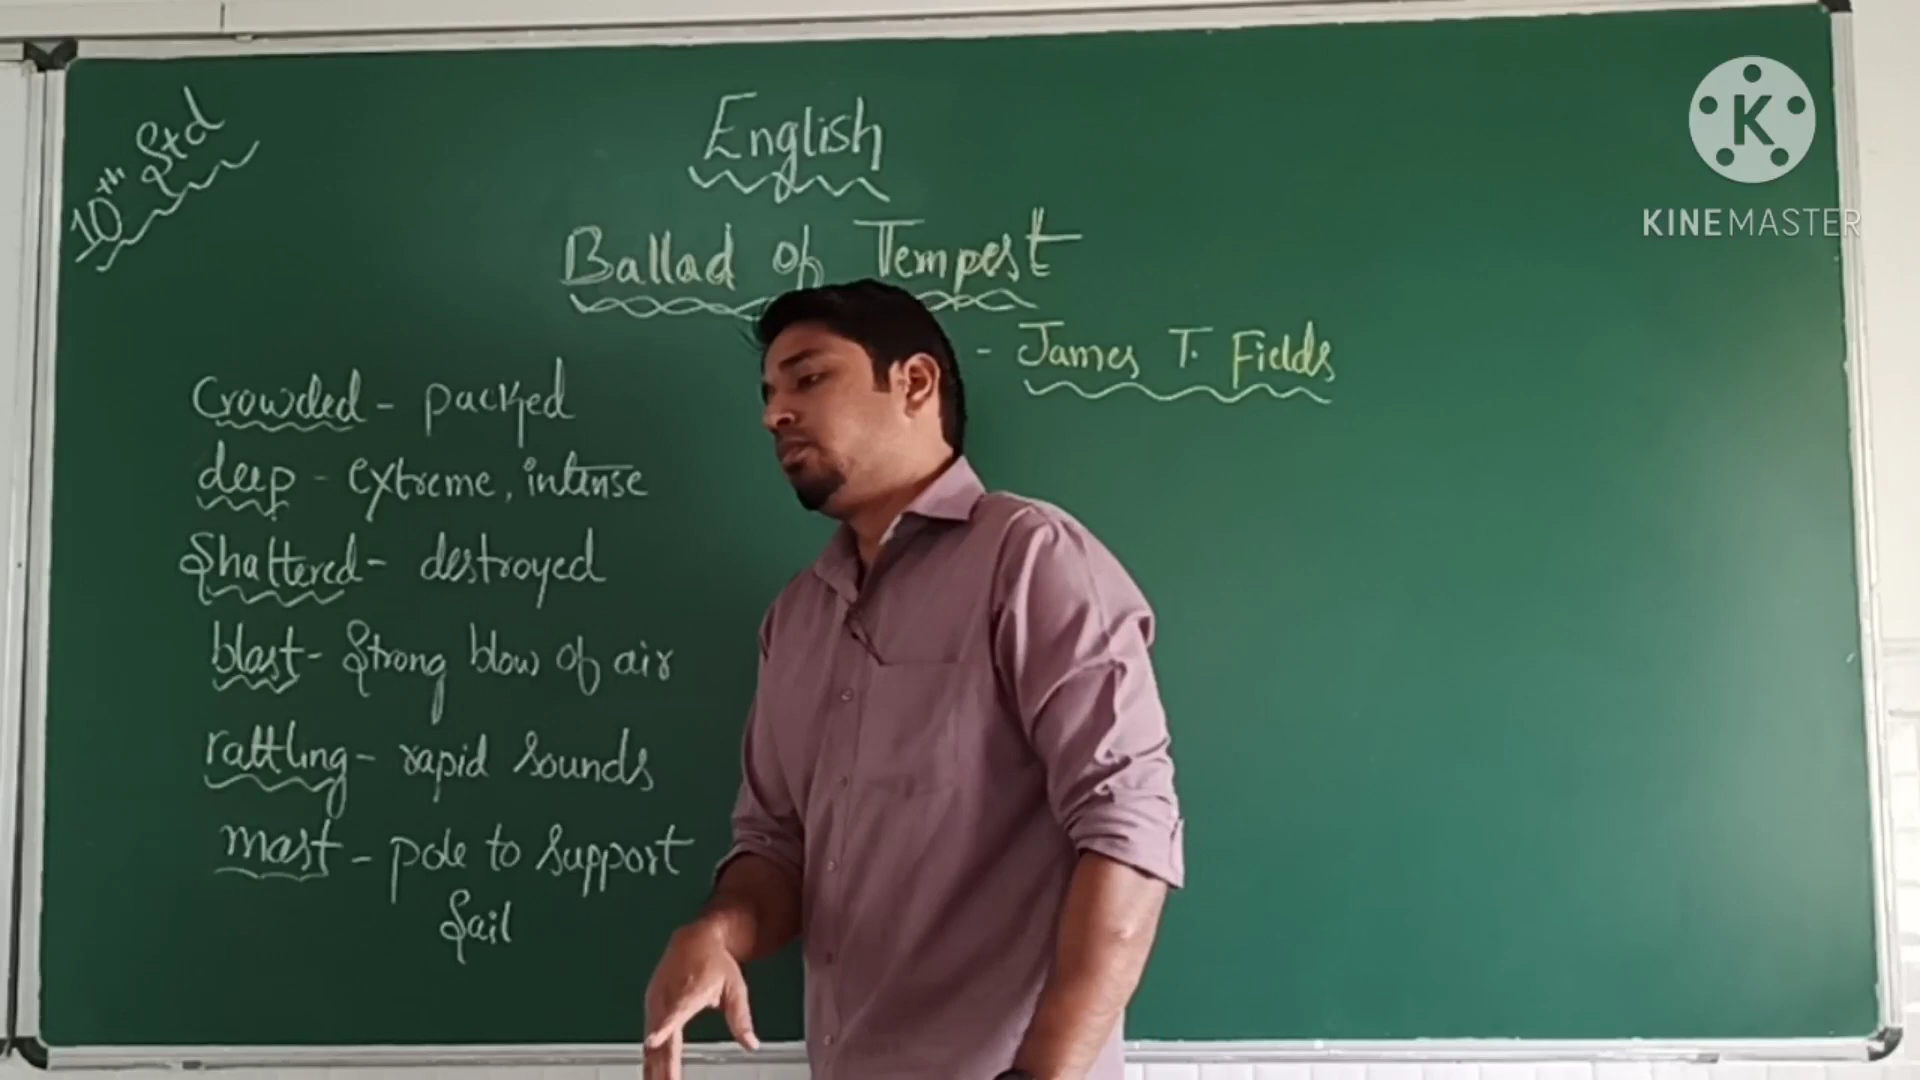 10th Std
English
Ballad of Tempest
- James T. Fields
Crowded - packed
deep - extreme, intense
Shattered - destroyed
blast - Strong blow of air
rattling - rapid sounds
mast - pole to support
sail
KINEMASTER